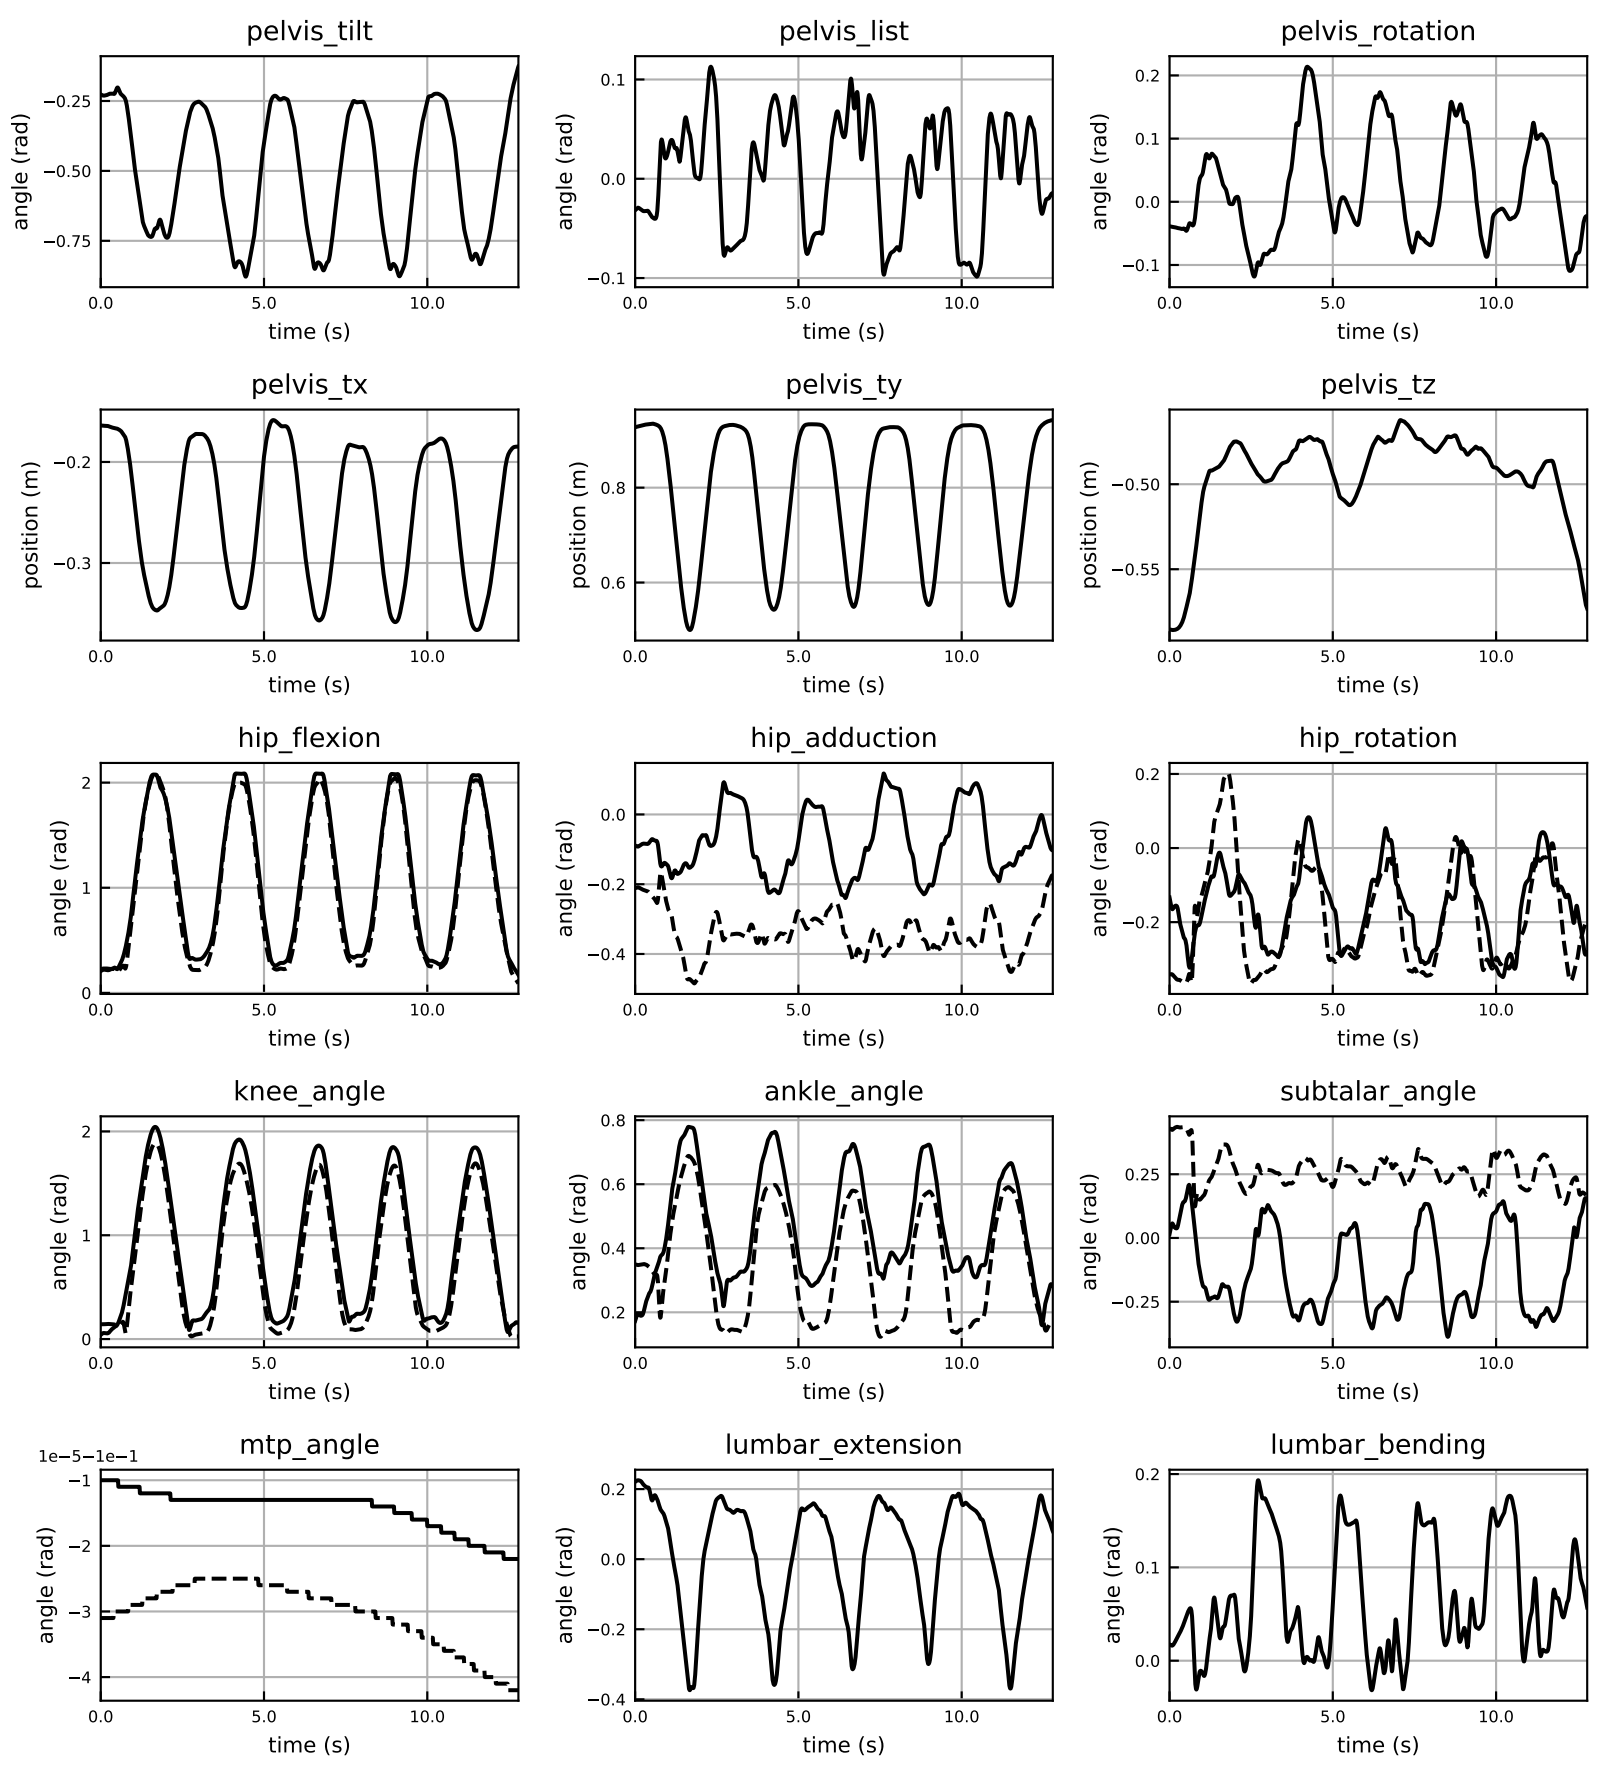 pelvis_tilt
angle (rad)
−0.25
−0.50
−0.75
0.0 5.0 10.0
time (s)
pelvis_list
angle (rad)
0.1
0.0
−0.1
0.0 5.0 10.0
time (s)
pelvis_rotation
angle (rad)
0.2
0.1
0.0
−0.1
0.0 5.0 10.0
time (s)
pelvis_tx
position (m)
−0.2
−0.3
0.0 5.0 10.0
time (s)
pelvis_ty
position (m)
0.8
0.6
0.0 5.0 10.0
time (s)
pelvis_tz
position (m)
−0.50
−0.55
0.0 5.0 10.0
time (s)
hip_flexion
angle (rad)
2
1
0
0.0 5.0 10.0
time (s)
hip_adduction
angle (rad)
0.0
−0.2
−0.4
0.0 5.0 10.0
time (s)
hip_rotation
angle (rad)
0.2
0.0
−0.2
0.0 5.0 10.0
time (s)
knee_angle
angle (rad)
2
1
0
0.0 5.0 10.0
time (s)
ankle_angle
angle (rad)
0.8
0.6
0.4
0.2
0.0 5.0 10.0
time (s)
subtalar_angle
angle (rad)
0.25
0.00
−0.25
0.0 5.0 10.0
time (s)
mtp_angle
1e−5−1e−1
angle (rad)
−1
−2
−3
−4
0.0 5.0 10.0
time (s)
lumbar_extension
angle (rad)
0.2
0.0
−0.2
−0.4
0.0 5.0 10.0
time (s)
lumbar_bending
angle (rad)
0.2
0.1
0.0
0.0 5.0 10.0
time (s)